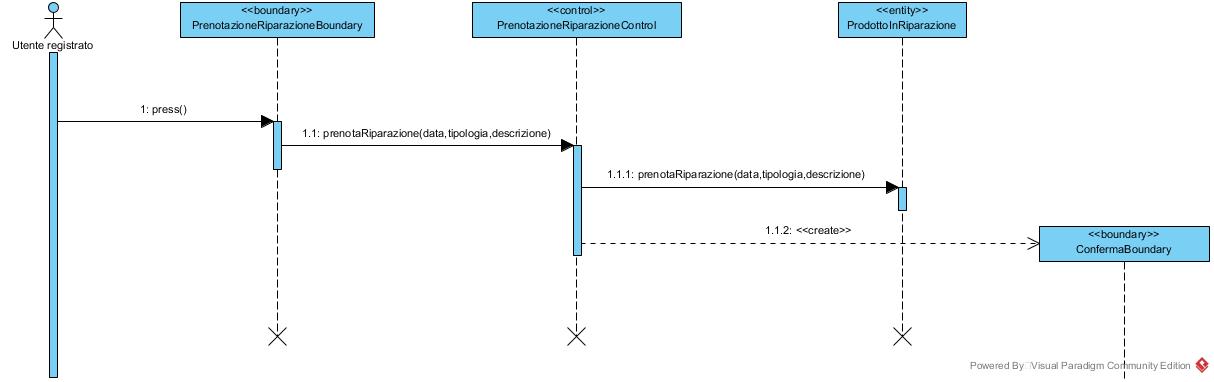 <<boundary>>
PrenotazioneRiparazioneBoundary
<<control>>
PrenotazioneRiparazioneControl
<<entity>>
ProdottoInRiparazione
Utente registrato
1: press()
1.1: prenotaRiparazione(data,tipologia,descrizione)
1.1.1: prenotaRiparazione(data,tipologia,descrizione)
1.1.2: <<create>>
<<boundary>>
ConfermaBoundary
Powered By Visual Paradigm Community Edition